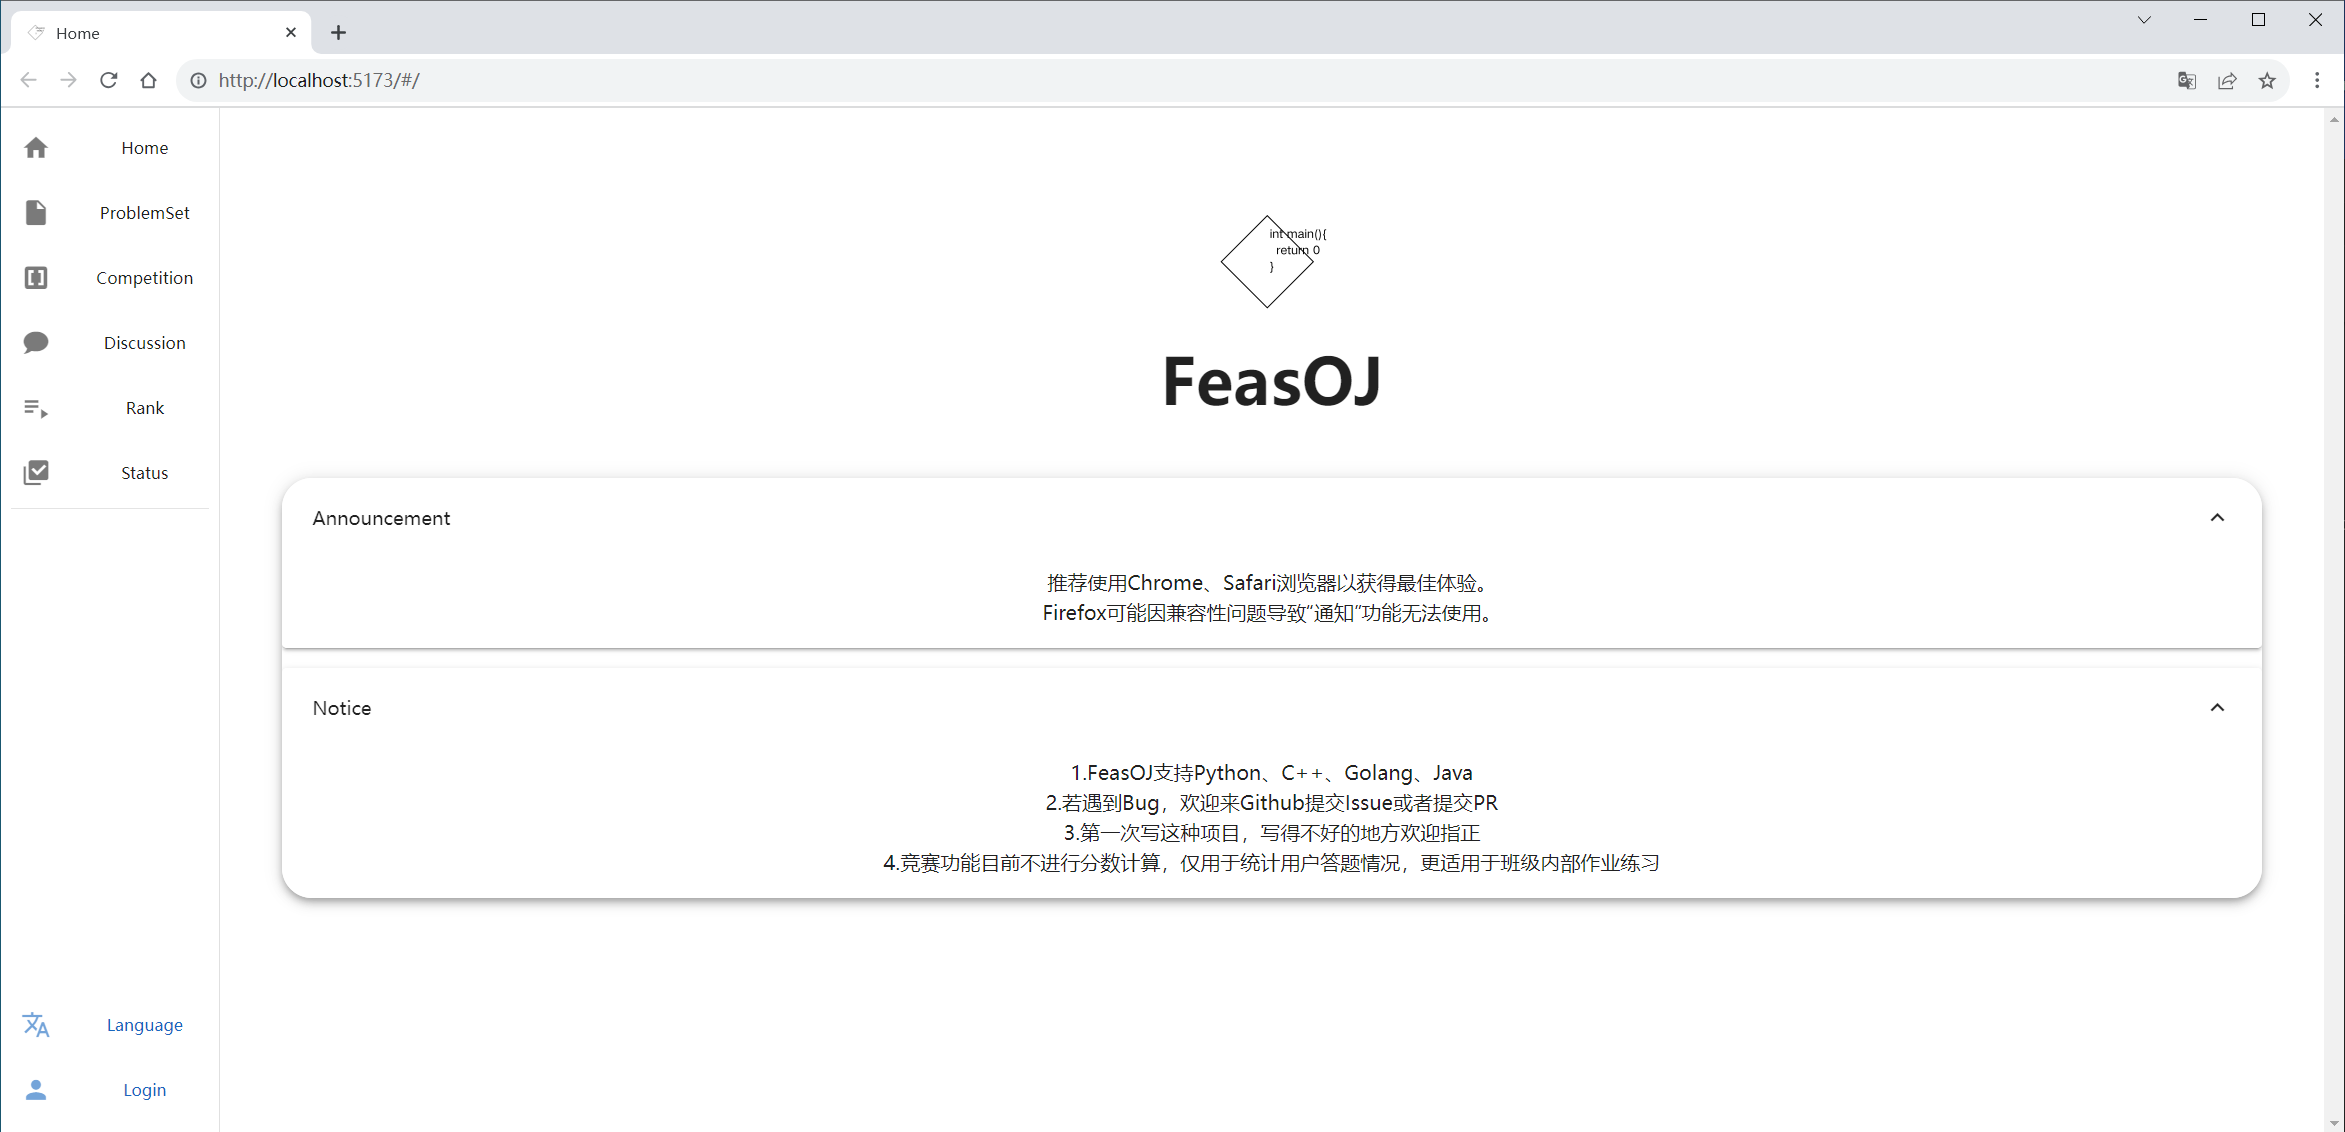 Home
http://localhost:5173/#/
Home
ProblemSet
Competition
Discussion
Rank
Status
Language
Login
int main(){
return 0
}
FeasOJ
Announcement
推荐使用Chrome、Safari浏览器以获得最佳体验。
Firefox可能因兼容性问题导致“通知”功能无法使用。
Notice
1.FeasOJ支持Python、C++、Golang、Java
2.若遇到Bug，欢迎来Github提交Issue或者提交PR
3.第一次写这种项目，写得不好的地方欢迎指正
4.竞赛功能目前不进行分数计算，仅用于统计用户答题情况，更适用于班级内部作业练习